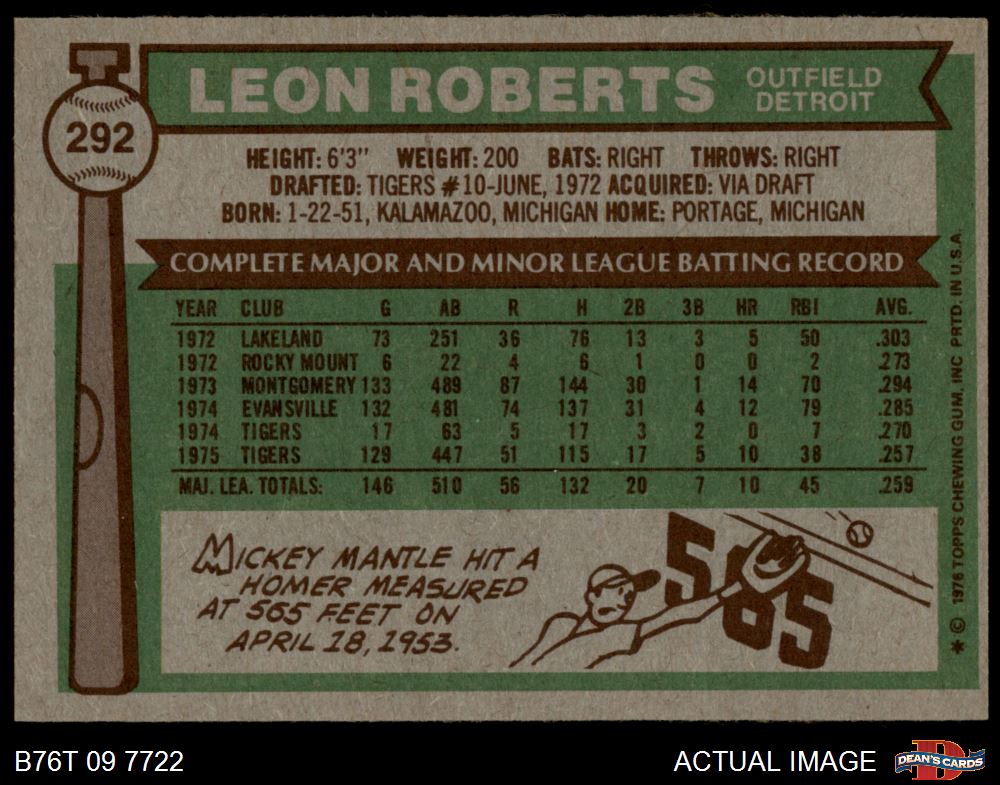 292
LEON ROBERTS OUTFIELD DETROIT
HEIGHT: 6'3" WEIGHT: 200 BATS: RIGHT THROWS: RIGHT
DRAFTED: TIGERS #10-JUNE, 1972 ACQUIRED: VIA DRAFT
BORN: 1-22-51, KALAMAZOO, MICHIGAN HOME: PORTAGE, MICHIGAN
COMPLETE MAJOR AND MINOR LEAGUE BATTING RECORD
YEAR CLUB G AB R H 2B 3B HR RBI AVG.
1972 LAKELAND 73 251 36 76 13 3 5 50 .303
1972 ROCKY MOUNT 6 22 4 6 1 0 0 2 .273
1973 MONTGOMERY 133 489 87 144 30 1 14 70 .294
1974 EVANSVILLE 132 481 74 137 31 4 12 79 .285
1974 TIGERS 17 63 5 17 3 2 0 7 .270
1975 TIGERS 129 447 51 115 17 5 10 38 .257
MAJ. LEA. TOTALS: 146 510 56 132 20 7 10 45 .259
MICKEY MANTLE HIT A
HOMER MEASURED
AT 565 FEET ON
APRIL 18, 1953.
565
* © 1976 TOPPS CHEWING GUM, INC PRTD. IN U.S.A.
B76T 09 7722
ACTUAL IMAGE
D
DEAN'S CARDS